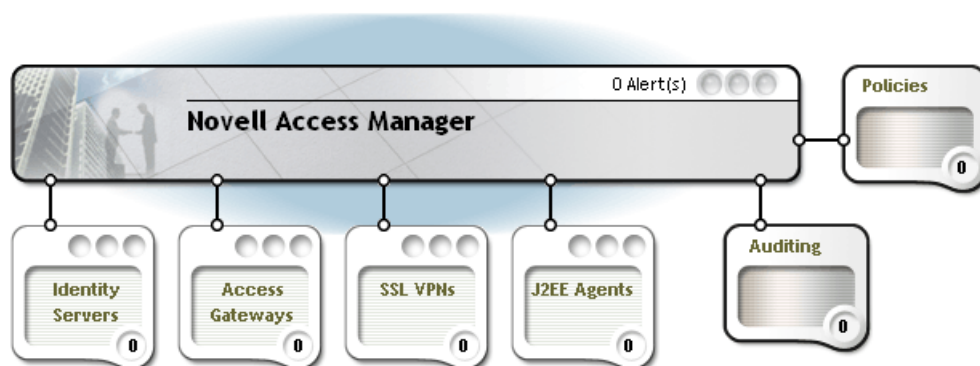 0 Alert(s)
Novell Access Manager
Policies
0
Identity
Servers
0
Access
Gateways
0
SSL VPNs
0
J2EE Agents
0
Auditing
0